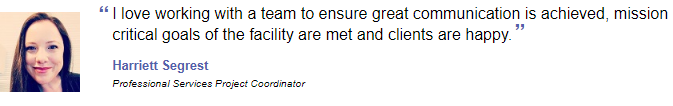 “ I love working with a team to ensure great communication is achieved, mission
critical goals of the facility are met and clients are happy. ”
Harriett Segrest
Professional Services Project Coordinator